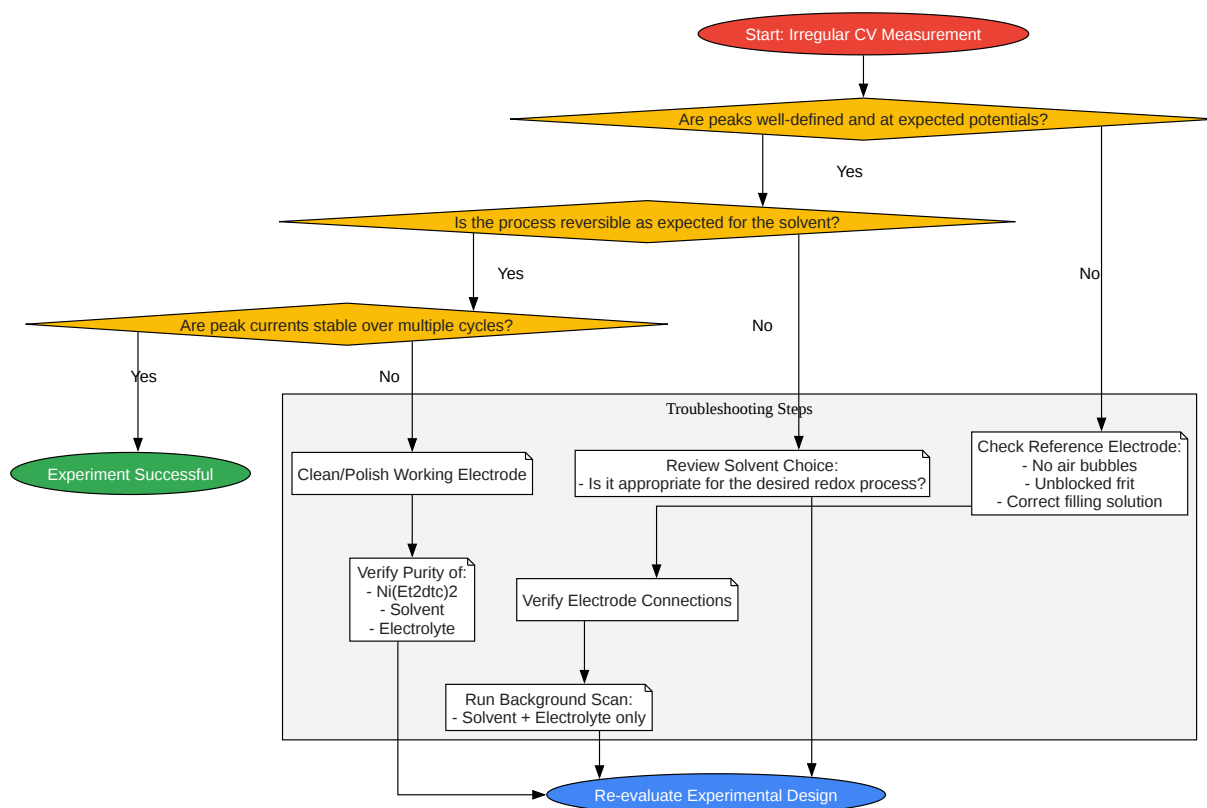 Start: Irregular CV Measurement
Are peaks well-defined and at expected potentials?
Yes
Is the process reversible as expected for the solvent?
Yes
No
Are peak currents stable over multiple cycles?
No
Yes
No
Troubleshooting Steps
Experiment Successful
Clean/Polish Working Electrode
Review Solvent Choice:
- Is it appropriate for the desired redox process?
Check Reference Electrode:
- No air bubbles
- Unblocked frit
- Correct filling solution
Verify Purity of:
- Ni(Et2dtc)2
- Solvent
- Electrolyte
Verify Electrode Connections
Run Background Scan:
- Solvent + Electrolyte only
Re-evaluate Experimental Design